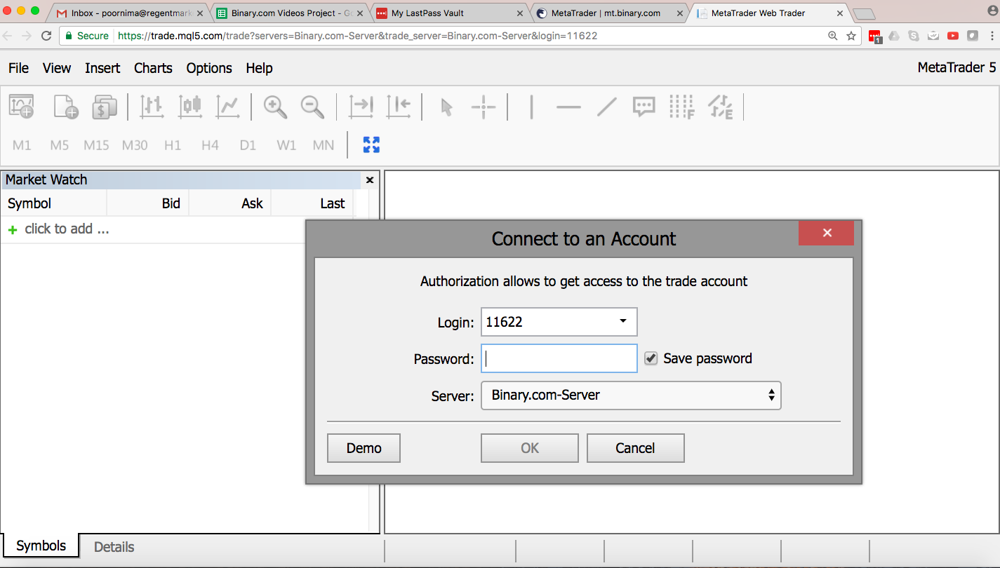 Inbox - poornima@regentmark
Binary.com Videos Project - Go
My LastPass Vault
MetaTrader | mt.binary.com
MetaTrader Web Trader
Secure https://trade.mql5.com/trade?servers=Binary.com-Server&trade_server=Binary.com-Server&login=11622
1
File View Insert Charts Options Help
MetaTrader 5
$ F E
M1 M5 M15 M30 H1 H4 D1 W1 MN
Market Watch
Symbol Bid Ask Last
+ click to add ...
Connect to an Account
Authorization allows to get access to the trade account
Login: 11622
Password: Save password
Server: Binary.com-Server
Demo OK Cancel
Symbols Details